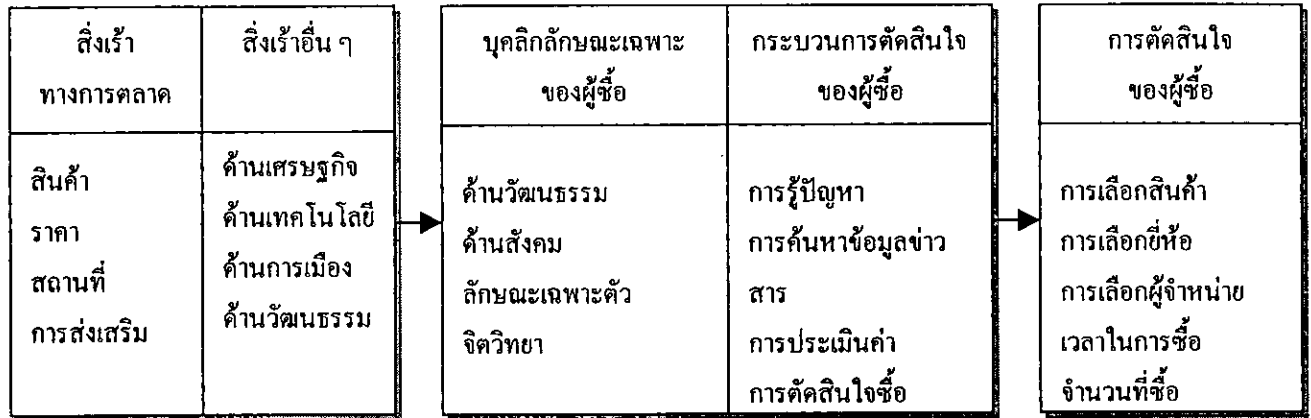 สิ่งเร้า
ทางการตลาด
สินค้า
ราคา
สถานที่
การส่งเสริม
สิ่งเร้าอื่น ๆ
ด้านเศรษฐกิจ
ด้านเทคโนโลยี
ด้านการเมือง
ด้านวัฒนธรรม
บุคลิกลักษณะเฉพาะ
ของผู้ซื้อ
ด้านวัฒนธรรม
ด้านสังคม
ลักษณะเฉพาะตัว
จิตวิทยา
กระบวนการตัดสินใจ
ของผู้ซื้อ
การรู้ปัญหา
การค้นหาข้อมูลข่าว
สาร
การประเมินค่า
การตัดสินใจซื้อ
การตัดสินใจ
ของผู้ซื้อ
การเลือกสินค้า
การเลือกยี่ห้อ
การเลือกผู้จำหน่าย
เวลาในการซื้อ
จำนวนที่ซื้อ